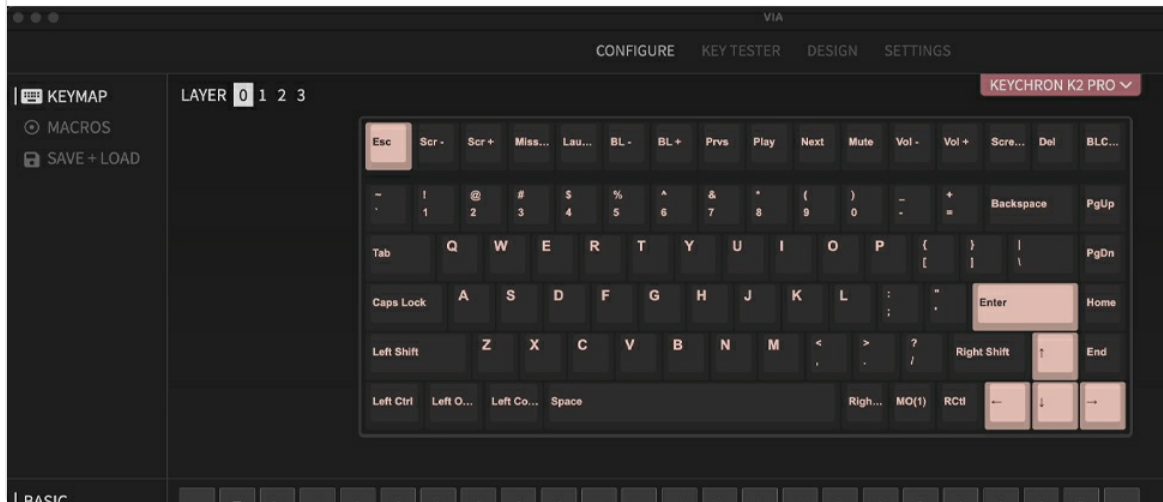 VIA
CONFIGURE KEY TESTER DESIGN SETTINGS
KEYCHRON K2 PRO
KEYMAP
MACROS
SAVE + LOAD
LAYER 0 1 2 3
Esc Scr - Scr + Miss... Lau... BL - BL + Prvs Play Next Mute Vol - Vol + Scre... Del BLC...
~ ! @ # $ % ^ & * ( ) _ +
` 1 2 3 4 5 6 7 8 9 0 - = Backspace PgUp
Tab Q W E R T Y U I O P { } |
[ ] \ PgDn
Caps Lock A S D F G H J K L : "
; ' Enter Home
Left Shift Z X C V B N M < > ?
, . / Right Shift ↑ End
Left Ctrl Left O... Left Co... Space Righ... MO(1) RCtl ← ↓ →
BASIC